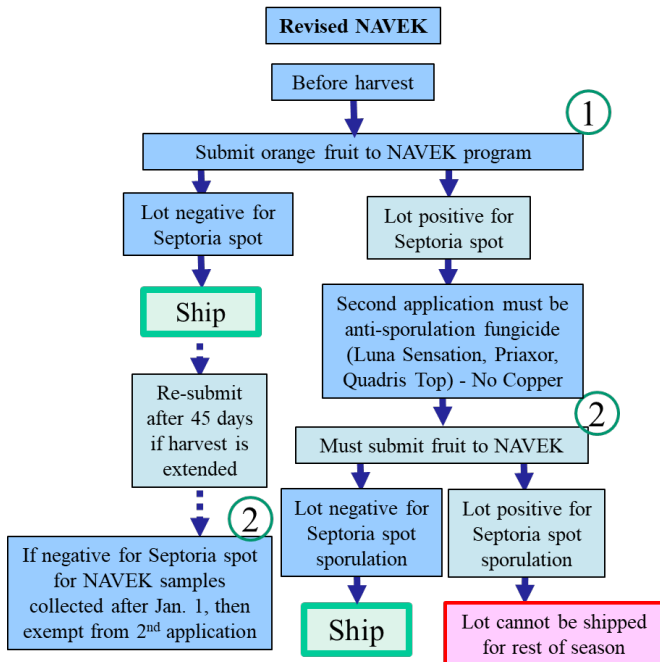 Revised NAVEK
Before harvest
1
Submit orange fruit to NAVEK program
Lot negative for
Septoria spot
Lot positive for
Septoria spot
Ship
Second application must be
anti-sporulation fungicide
(Luna Sensation, Priaxor,
Quadris Top) - No Copper
Re-submit
after 45 days
if harvest is
extended
2
Must submit fruit to NAVEK
2
Lot negative for
Septoria spot
sporulation
Lot positive for
Septoria spot
sporulation
If negative for Septoria spot
for NAVEK samples
collected after Jan. 1, then
exempt from 2nd application
Ship
Lot cannot be shipped
for rest of season